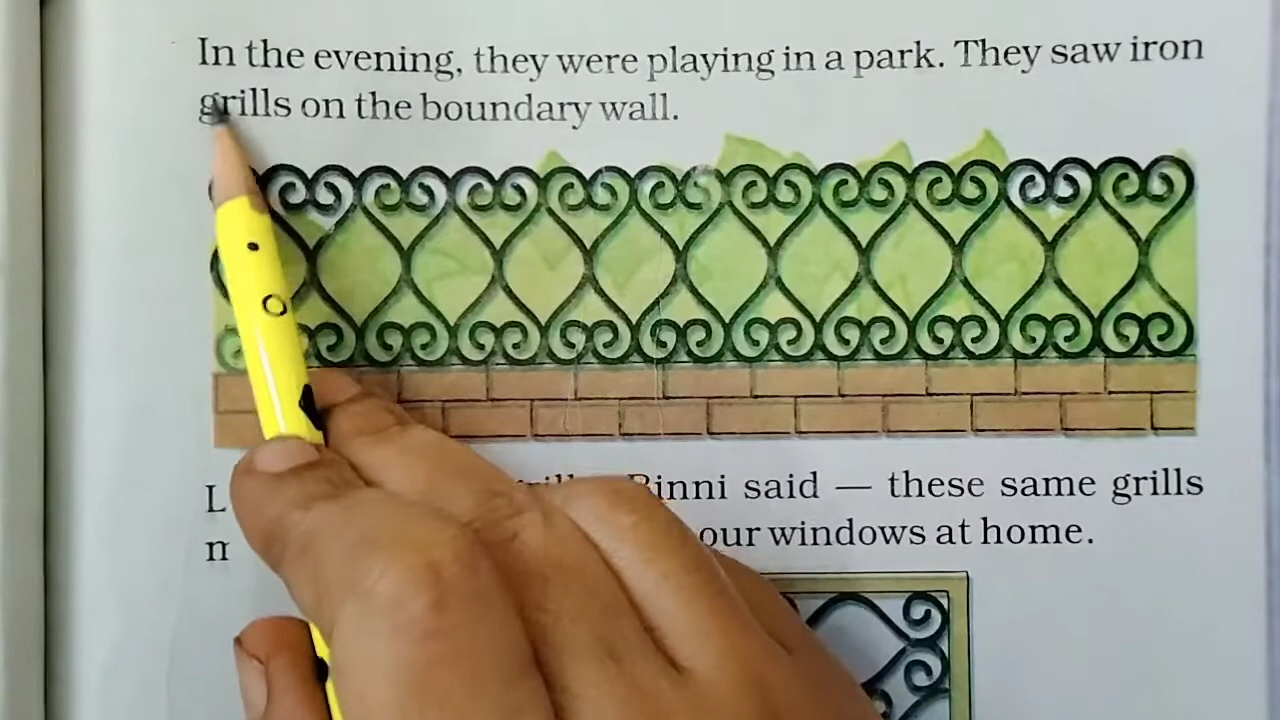 In the evening, they were playing in a park. They saw iron
grills on the boundary wall.
Binni said — these same grills
our windows at home.